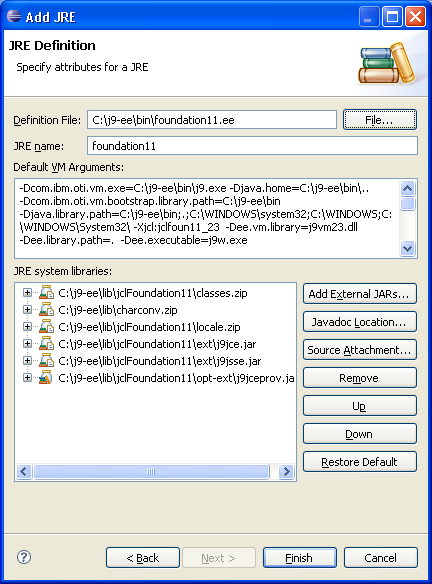 Add JRE
JRE Definition
Specify attributes for a JRE
Definition File: C:\j9-ee\bin\foundation11.ee File...
JRE name: foundation11
Default VM Arguments:
-Dcom.ibm.oti.vm.exe=C:\j9-ee\bin\j9.exe -Djava.home=C:\j9-ee\bin\..
-Dcom.ibm.oti.vm.bootstrap.library.path=C:\j9-ee\bin
-Djava.library.path=C:\j9-ee\bin;.;C:\WINDOWS\system32;C:\WINDOWS;C:
\WINDOWS\System32\ -Xjcl:jclfoun11_23 -Dee.vm.library=j9vm23.dll
-Dee.library.path=. -Dee.executable=j9w.exe
JRE system libraries:
C:\j9-ee\lib\jclFoundation11\classes.zip
C:\j9-ee\lib\charconv.zip
C:\j9-ee\lib\jclFoundation11\locale.zip
C:\j9-ee\lib\jclFoundation11\ext\j9jce.jar
C:\j9-ee\lib\jclFoundation11\ext\j9jsse.jar
C:\j9-ee\lib\jclFoundation11\opt-ext\j9jceprov.ja
Add External JARs...
Javadoc Location...
Source Attachment...
Remove
Up
Down
Restore Default
? < Back Next > Finish Cancel